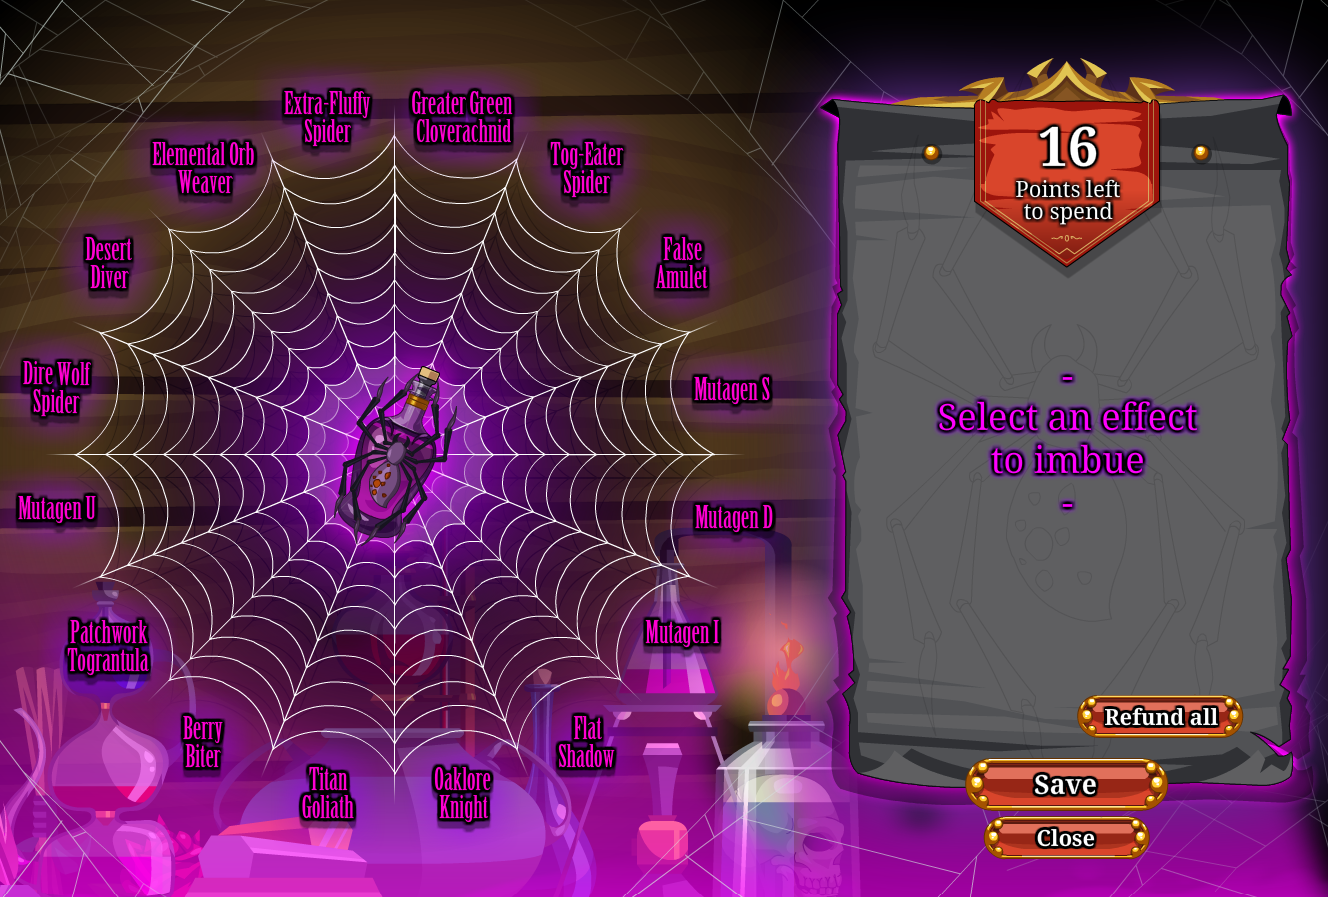 Extra-Fluffy
Spider
Greater Green
Cloverachnid
Elemental Orb
Weaver
Tog-Eater
Spider
Desert
Diver
False
Amulet
Dire Wolf
Spider
Mutagen S
Mutagen U
Mutagen D
Patchwork
Tograntula
Mutagen I
Berry
Biter
Flat
Shadow
Titan
Goliath
Oaklore
Knight
16
Points left
to spend
-
Select an effect
to imbue
-
Refund all
Save
Close